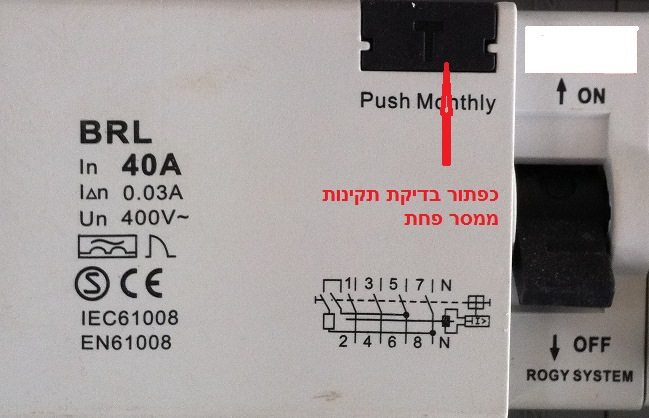 T
Push Monthly
ON
BRL
In 40A
I∆n 0.03A
Un 400V~
S CE
IEC61008
EN61008
כפתור בדיקת תקינות
ממסר פחת
1 3 5 7 N
I>
2 4 6 8 N
OFF
ROGY SYSTEM